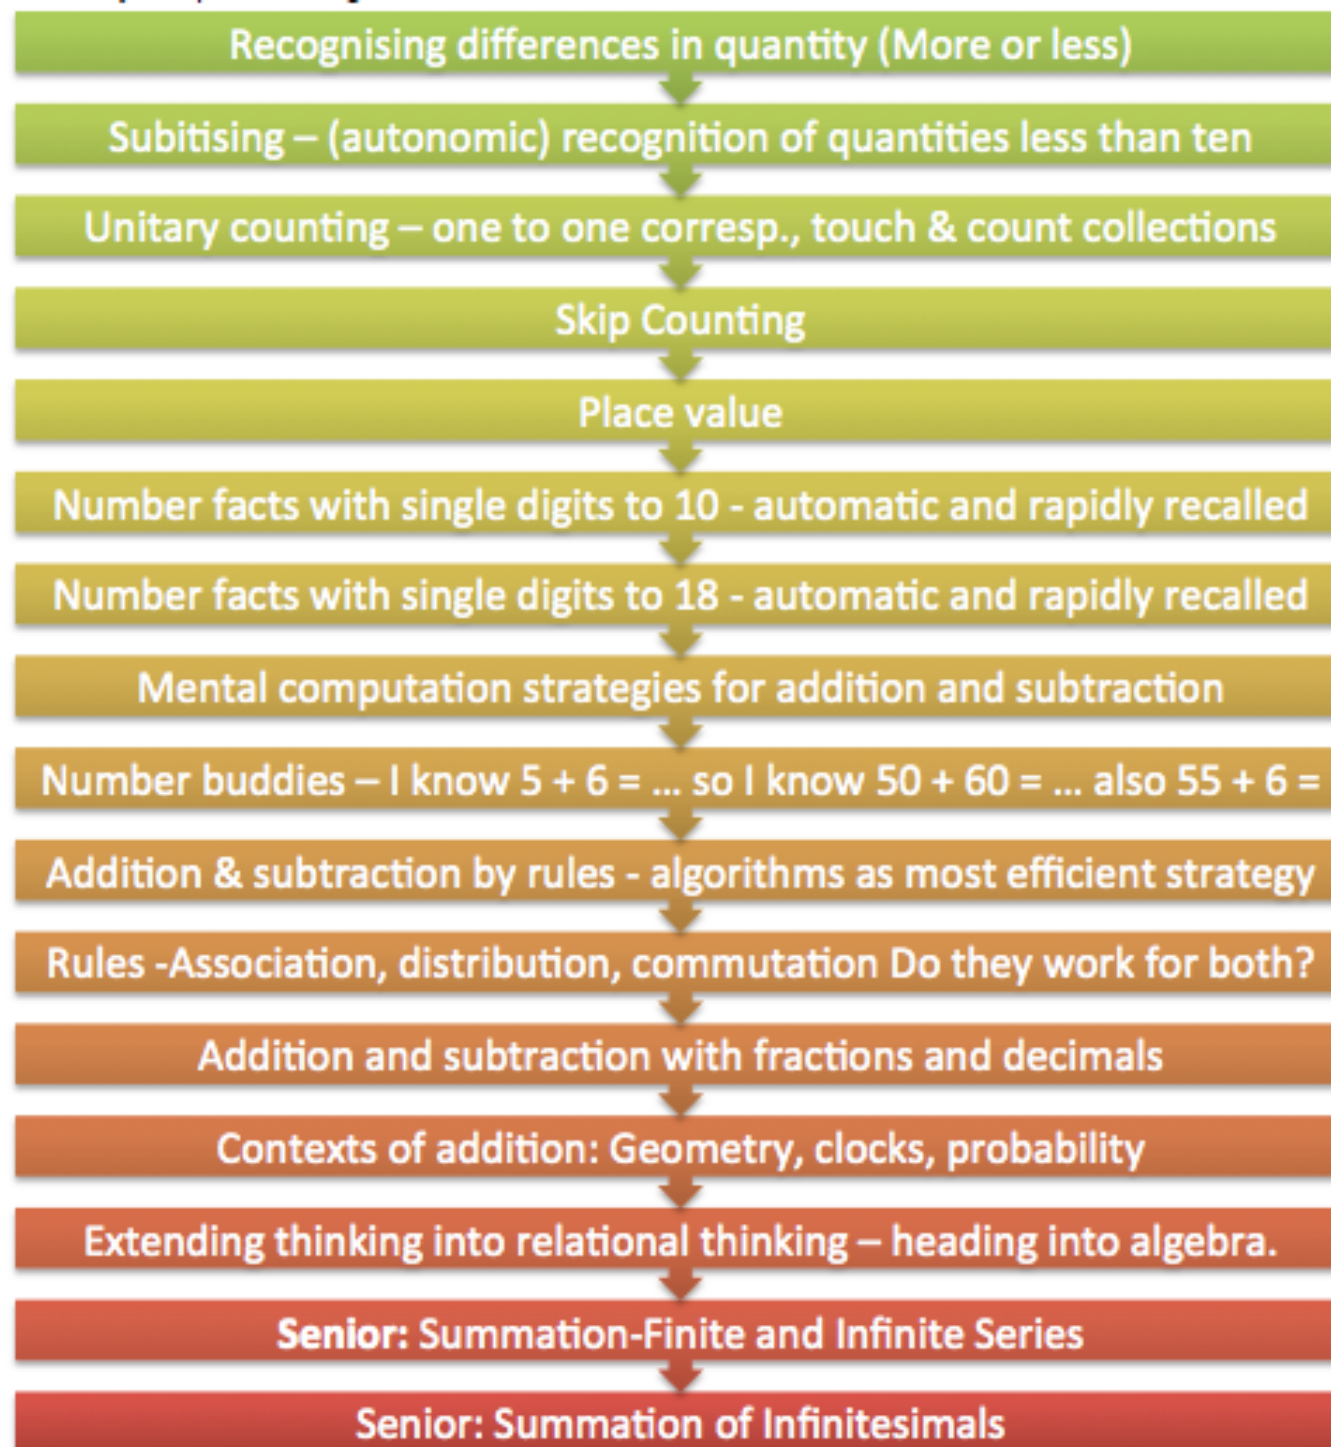 Recognising differences in quantity (More or less)
Subitising – (autonomic) recognition of quantities less than ten
Unitary counting – one to one corresp., touch & count collections
Skip Counting
Place value
Number facts with single digits to 10 - automatic and rapidly recalled
Number facts with single digits to 18 - automatic and rapidly recalled
Mental computation strategies for addition and subtraction
Number buddies – I know 5 + 6 = ... so I know 50 + 60 = ... also 55 + 6 =
Addition & subtraction by rules - algorithms as most efficient strategy
Rules -Association, distribution, commutation Do they work for both?
Addition and subtraction with fractions and decimals
Contexts of addition: Geometry, clocks, probability
Extending thinking into relational thinking – heading into algebra.
Senior: Summation-Finite and Infinite Series
Senior: Summation of Infinitesimals